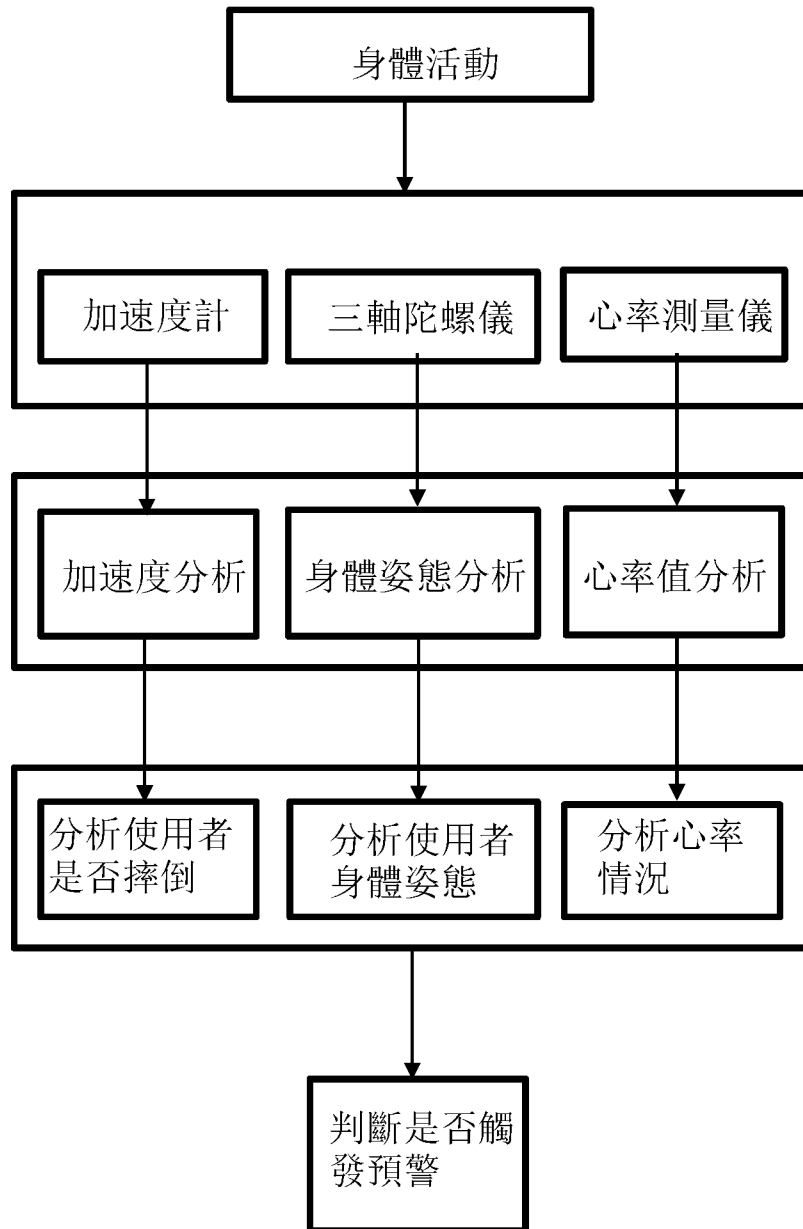 身體活動
加速度計
三軸陀螺儀
心率測量儀
加速度分析
身體姿態分析
心率值分析
分析使用者
是否摔倒
分析使用者
身體姿態
分析心率
情況
判斷是否觸
發預警